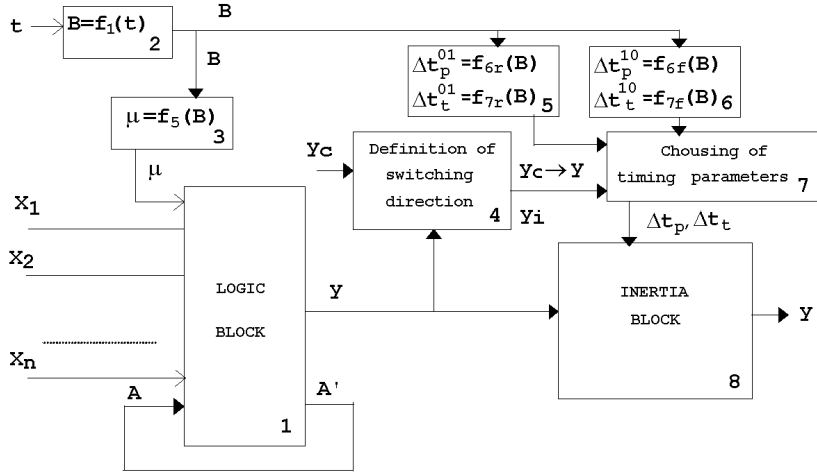 t
B=f₁(t)
2
B
B
Δtₚ⁰¹=f₆ᵣ(B)
Δtₜ⁰¹=f₇ᵣ(B)
5
Δtₚ¹⁰=f₆f(B)
Δtₜ¹⁰=f₇f(B)
6
μ=f₅(B)
3
μ
Yc
Definition of
switching
direction
4
Yc→Y
Yi
Chousing of
timing parameters
7
Δtₚ,Δtₜ
X₁
X₂
Xn
LOGIC
BLOCK
1
Y
INERTIA
BLOCK
8
Y
A
A'